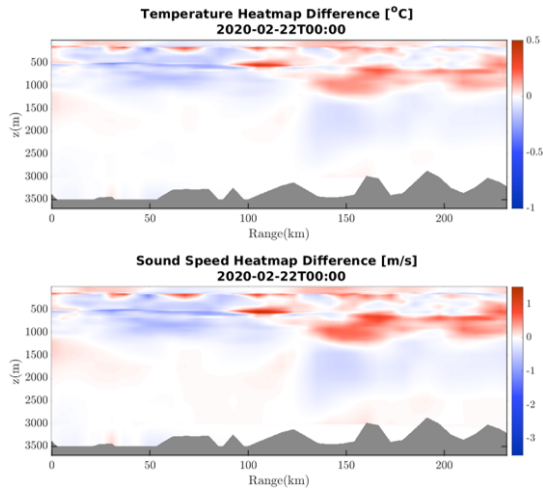 Temperature Heatmap Difference [°C]
2020-02-22T00:00
0.5
0
-0.5
-1
z(m)
500
1000
1500
2000
2500
3000
3500
0 50 100 150 200
Range(km)
Sound Speed Heatmap Difference [m/s]
2020-02-22T00:00
1
0
-1
-2
-3
z(m)
500
1000
1500
2000
2500
3000
3500
0 50 100 150 200
Range(km)